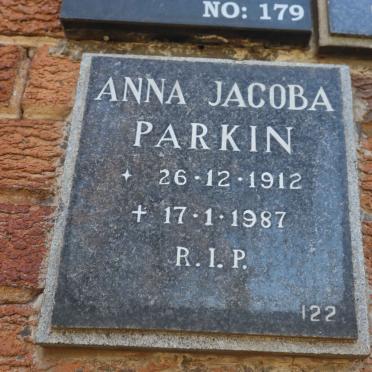 NO: 179
ANNA JACOBA
PARKIN
✶ 26·12·1912
✝ 17·1·1987
R.I.P.
122